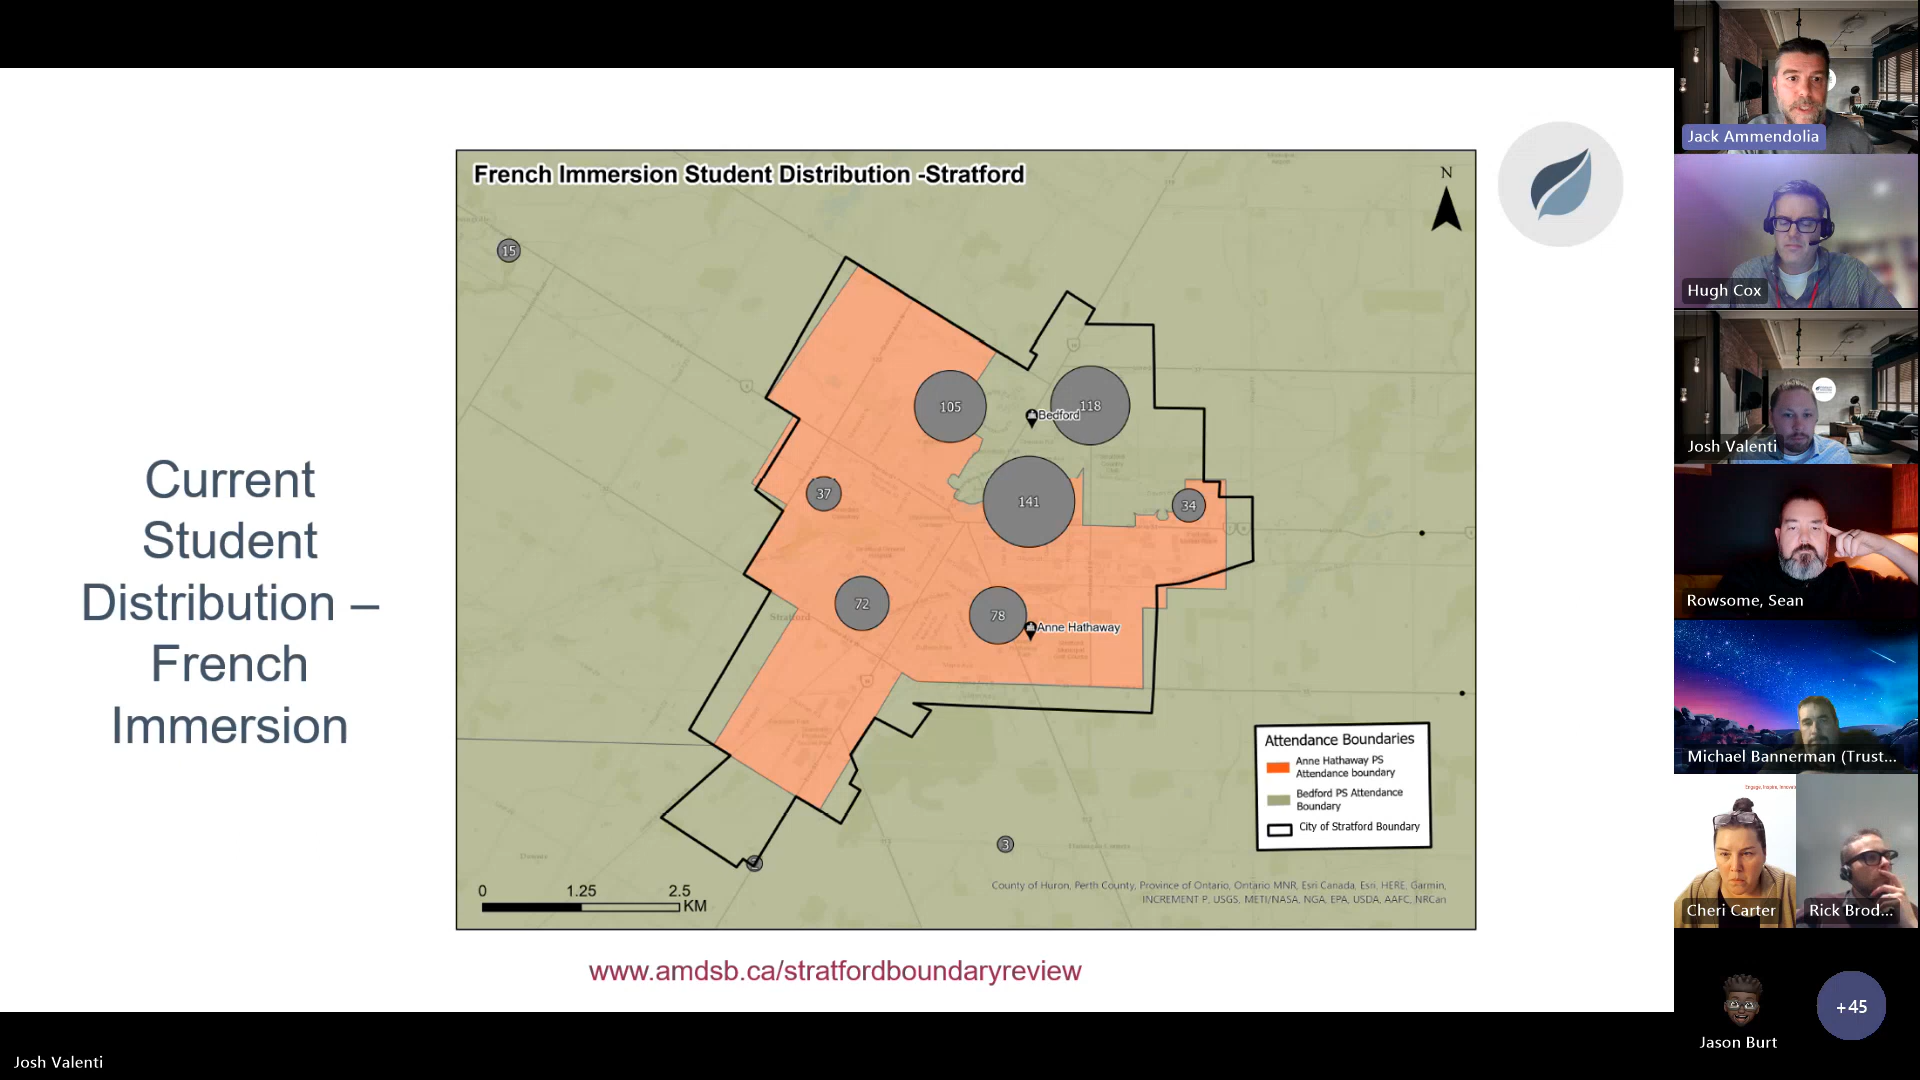 Current
Student
Distribution –
French
Immersion
French Immersion Student Distribution -Stratford
N
15
105
118
Bedford
141
37
34
72
78
Anne Hathaway
Stratford
3
Attendance Boundaries
Anne Hathaway PS
Attendance boundary
Bedford PS Attendance
Boundary
City of Stratford Boundary
0 1.25 2.5
KM
County of Huron, Perth County, Province of Ontario, Ontario MNR, Esri Canada, Esri, HERE, Garmin,
INCREMENT P, USGS, METI/NASA, NGA, EPA, USDA, AAFC, NRCan
www.amdsb.ca/stratfordboundaryreview
Josh Valenti
Jack Ammendolia
Hugh Cox
Josh Valenti
Rowsome, Sean
Michael Bannerman (Trust...
Cheri Carter
Rick Brod...
Jason Burt
+45